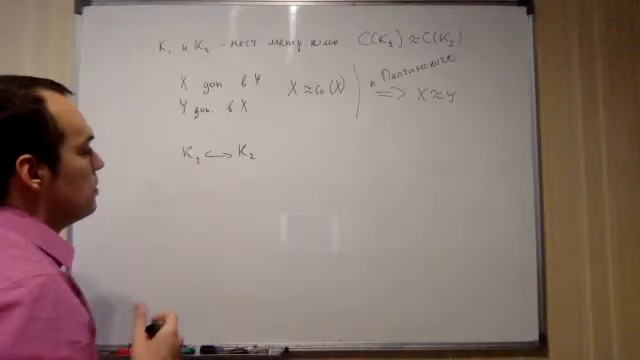 K₁ и K₂ - несч метр комп C(K₁) ≈ C(K₂)
X доп в Y X ≈ c₀(X) п Пелчинского ⇒ X ≈ Y
Y доп. в X
K₁ ↔ K₂